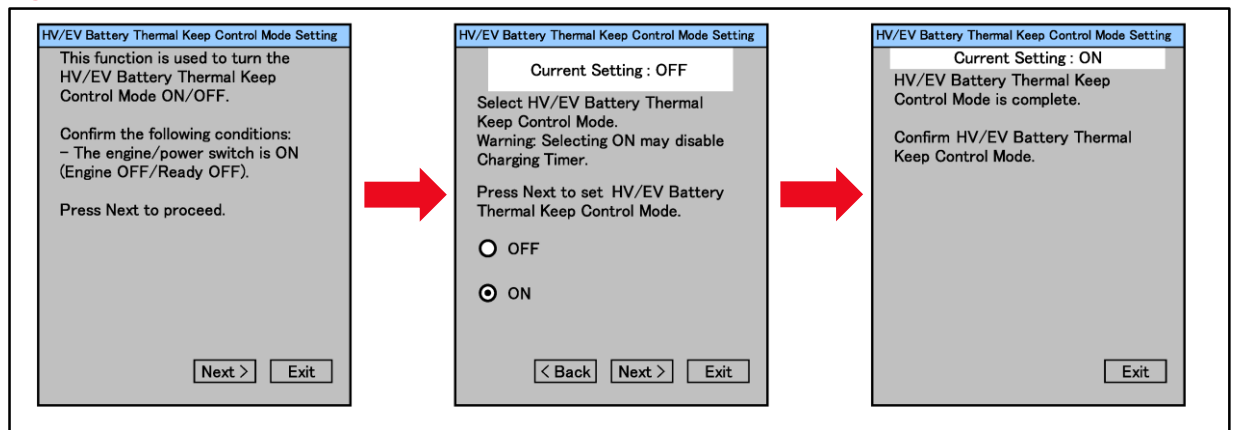 HV/EV Battery Thermal Keep Control Mode Setting
This function is used to turn the
HV/EV Battery Thermal Keep
Control Mode ON/OFF.
Confirm the following conditions:
- The engine/power switch is ON
(Engine OFF/Ready OFF).
Press Next to proceed.
Next >
Exit
HV/EV Battery Thermal Keep Control Mode Setting
Current Setting : OFF
Select HV/EV Battery Thermal
Keep Control Mode.
Warning: Selecting ON may disable
Charging Timer.
Press Next to set HV/EV Battery
Thermal Keep Control Mode.
OFF
ON
< Back
Next >
Exit
HV/EV Battery Thermal Keep Control Mode Setting
Current Setting : ON
HV/EV Battery Thermal Keep
Control Mode is complete.
Confirm HV/EV Battery Thermal
Keep Control Mode.
Exit